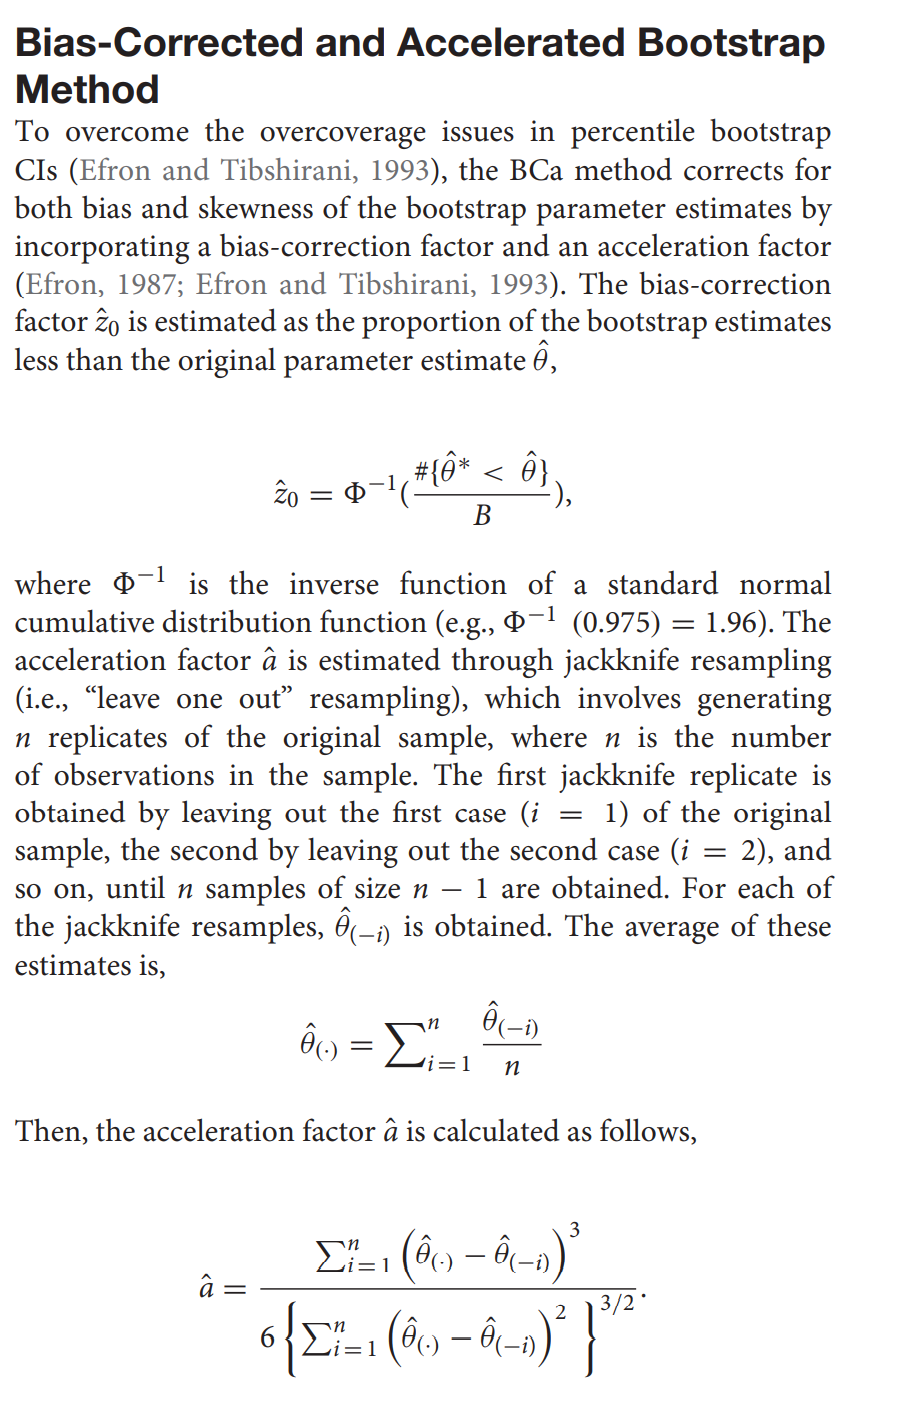 Bias-Corrected and Accelerated Bootstrap
Method
To overcome the overcoverage issues in percentile bootstrap
CIs (Efron and Tibshirani, 1993), the BCa method corrects for
both bias and skewness of the bootstrap parameter estimates by
incorporating a bias-correction factor and an acceleration factor
(Efron, 1987; Efron and Tibshirani, 1993). The bias-correction
factor ẑ₀ is estimated as the proportion of the bootstrap estimates
less than the original parameter estimate θ̂,
ẑ₀ = Φ⁻¹(#{θ̂* < θ̂} / B),
where Φ⁻¹ is the inverse function of a standard normal
cumulative distribution function (e.g., Φ⁻¹ (0.975) = 1.96). The
acceleration factor â is estimated through jackknife resampling
(i.e., “leave one out” resampling), which involves generating
n replicates of the original sample, where n is the number
of observations in the sample. The first jackknife replicate is
obtained by leaving out the first case (i = 1) of the original
sample, the second by leaving out the second case (i = 2), and
so on, until n samples of size n − 1 are obtained. For each of
the jackknife resamples, θ̂₍₋ᵢ₎ is obtained. The average of these
estimates is,
θ̂₍·₎ = ∑ⁿᵢ₌₁ θ̂₍₋ᵢ₎ / n
Then, the acceleration factor â is calculated as follows,
â = ∑ⁿᵢ₌₁ (θ̂₍·₎ − θ̂₍₋ᵢ₎)³ / 6 {∑ⁿᵢ₌₁ (θ̂₍·₎ − θ̂₍₋ᵢ₎)² }³ᐟ².